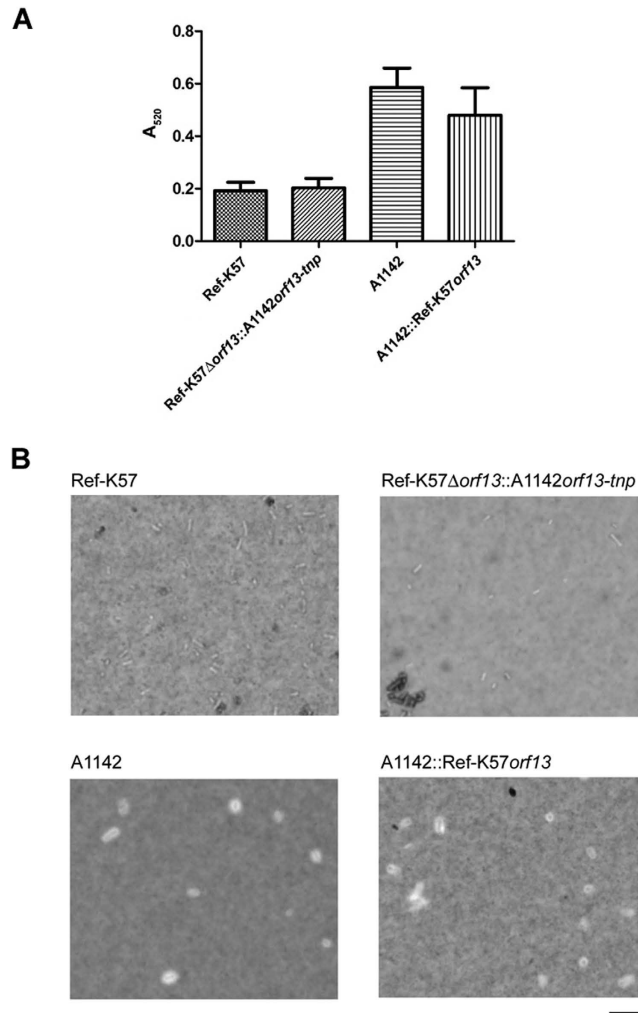 A
A520
0.8
0.6
0.4
0.2
0.0
Ref-K57
Ref-K57Δorf13::A1142orf13-tnp
A1142
A1142::Ref-K57orf13
B
Ref-K57
Ref-K57Δorf13::A1142orf13-tnp
A1142
A1142::Ref-K57orf13